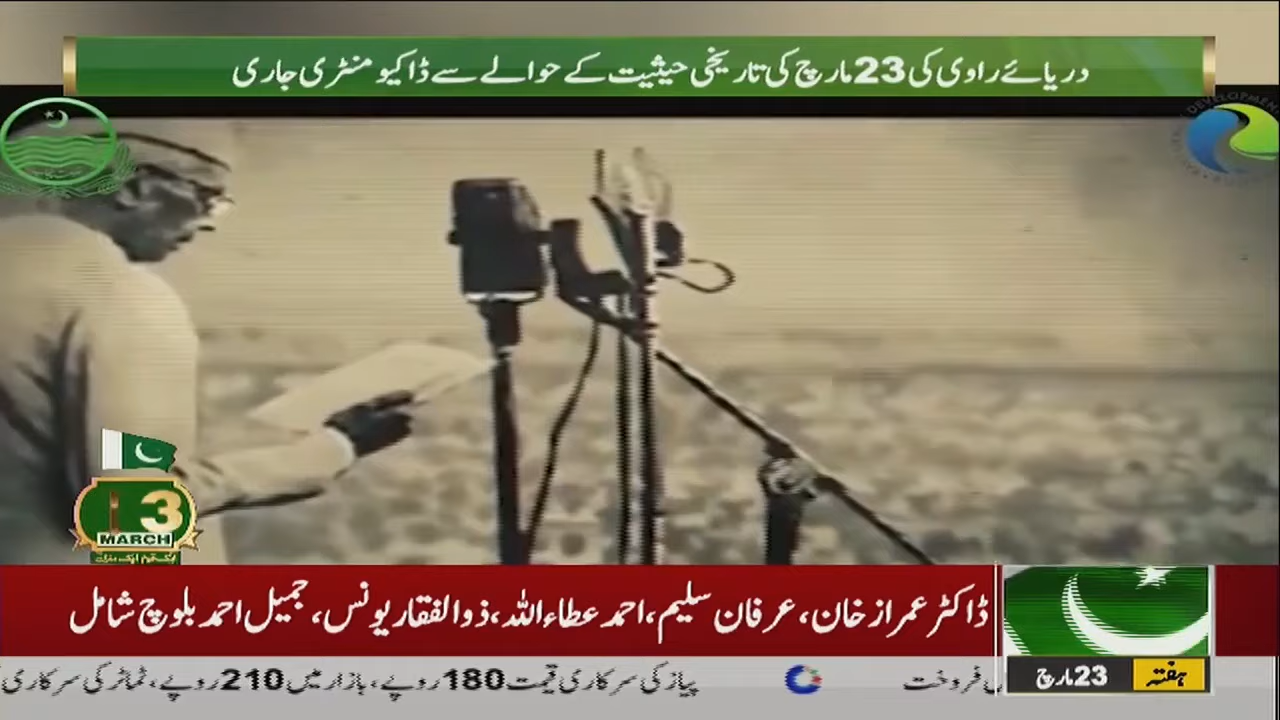 دریائے راوی کی 23 مارچ کی تاریخی حیثیت کے حوالے سے ڈاکیومنٹری جاری
DEVELOPMENT
3
MARCH
ڈاکٹر عمراز خان، عرفان سلیم، احمد عطاءاللہ، ذوالفقار یونس، جمیل احمد بلوچ شامل
ہفتہ 23 مارچ
فروخت
پیاز کی سرکاری قیمت 180 روپے، بازار میں 210 روپے، ٹماٹر کی سرکاری